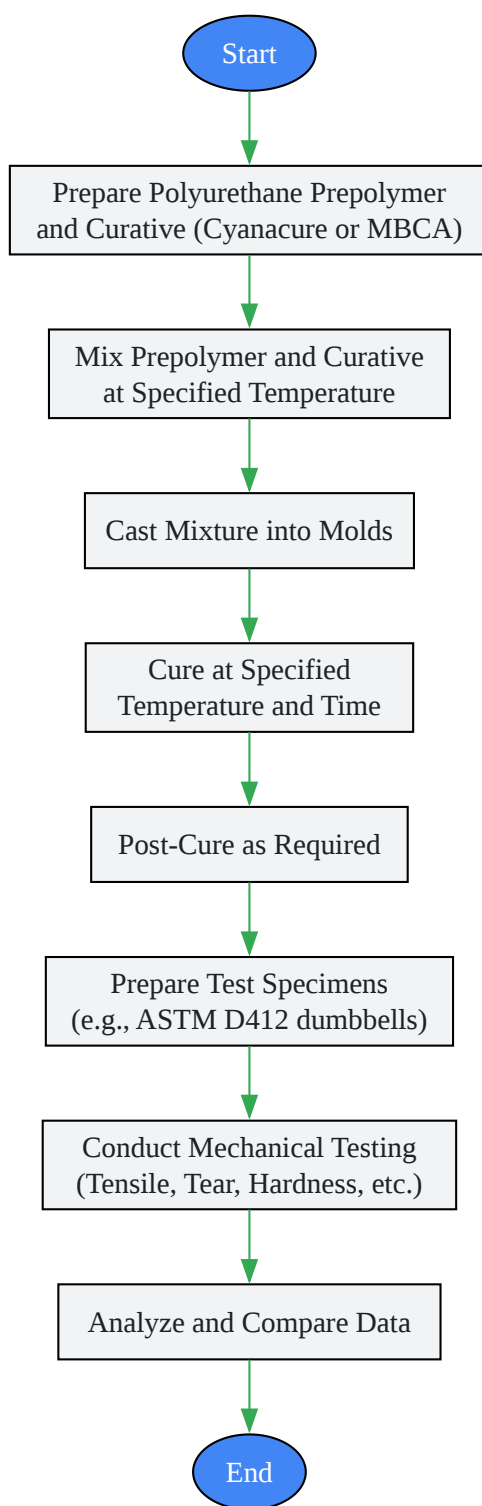 Start
Prepare Polyurethane Prepolymer
and Curative (Cyanacure or MBCA)
Mix Prepolymer and Curative
at Specified Temperature
Cast Mixture into Molds
Cure at Specified
Temperature and Time
Post-Cure as Required
Prepare Test Specimens
(e.g., ASTM D412 dumbbells)
Conduct Mechanical Testing
(Tensile, Tear, Hardness, etc.)
Analyze and Compare Data
End